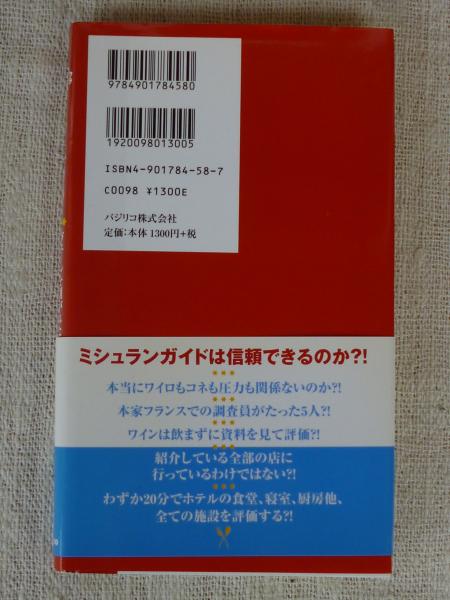 9784901784580
1920098013005
ISBN4-901784-58-7
C0098 ¥1300E
バジリコ株式会社
定価:本体 1300円+税
ミシュランガイドは信頼できるのか?!
本当にワイロもコネも圧力も関係ないのか?!
本家フランスでの調査員がたった5人?!
ワインは飲まずに資料を見て評価?!
紹介している全部の店に
行っているわけではない?!
わずか20分でホテルの食堂、寝室、厨房他、
全ての施設を評価する?!